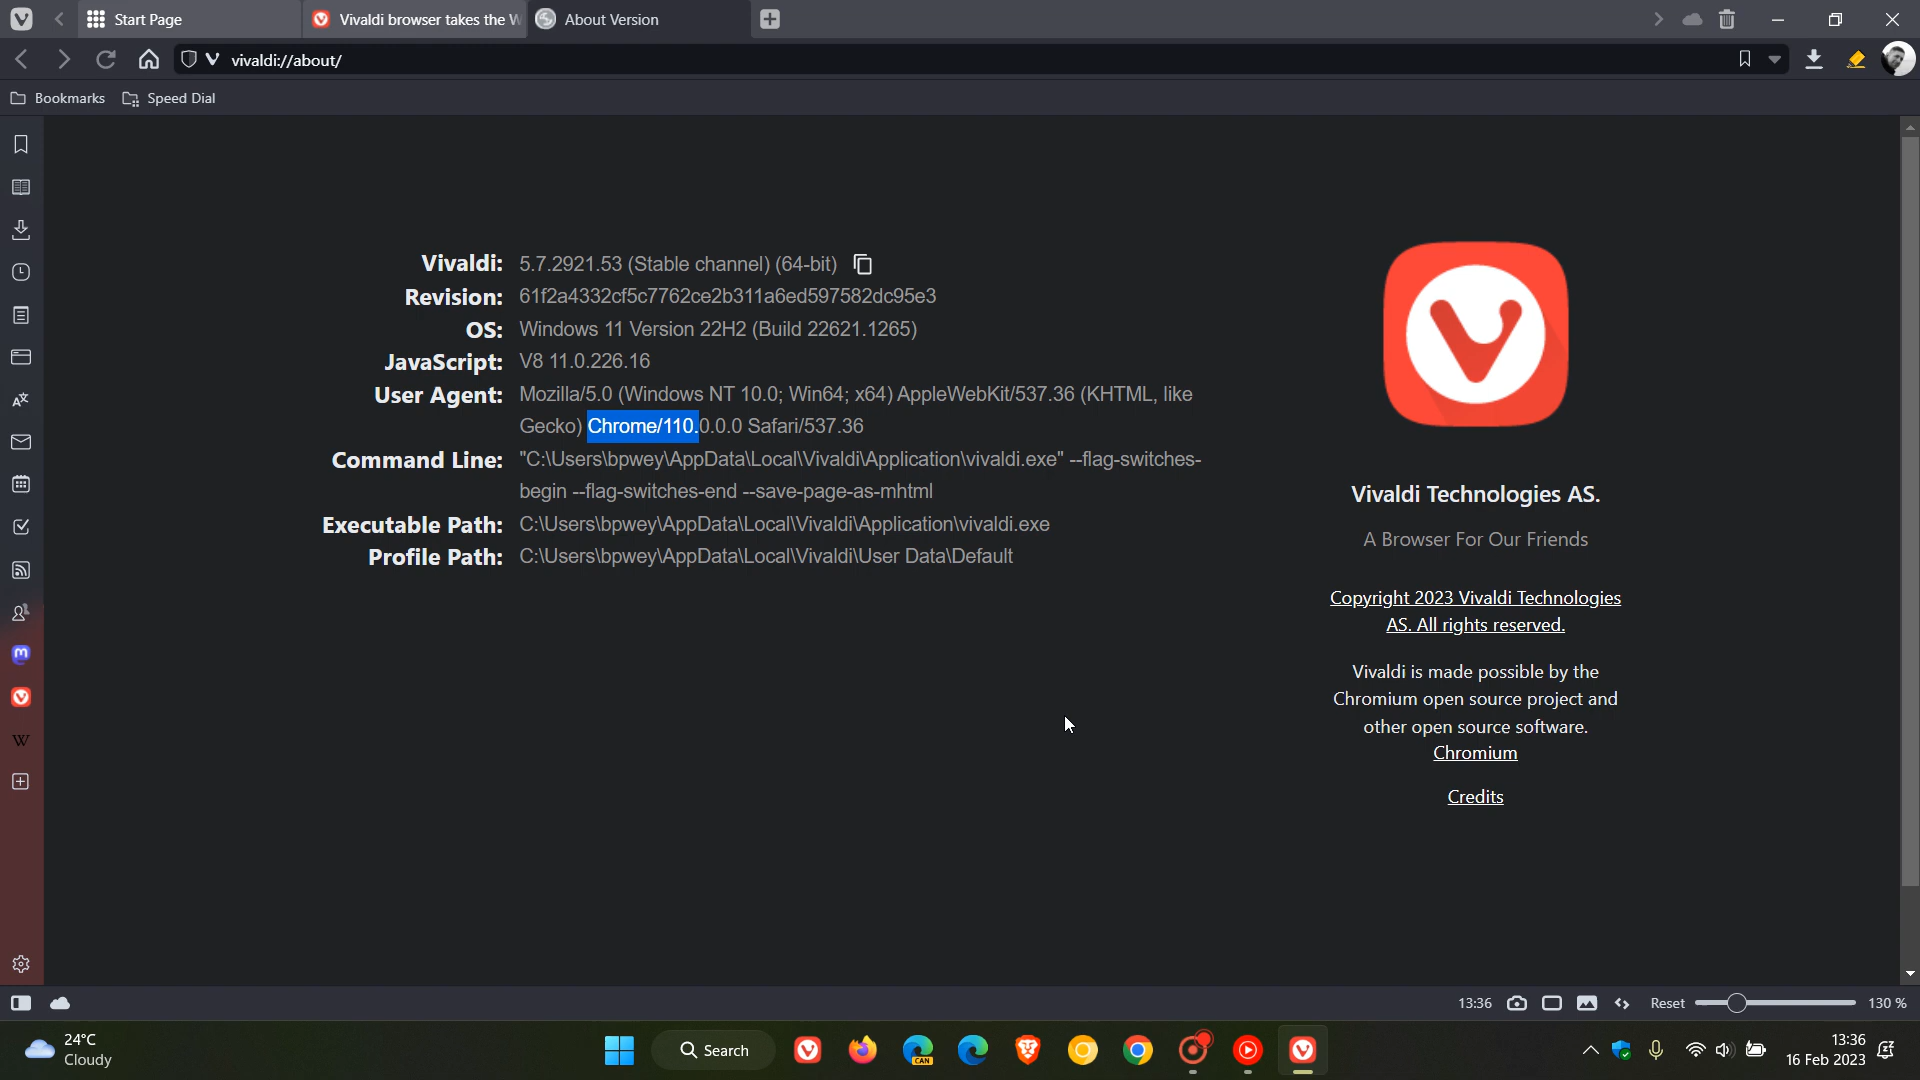 Start Page
Vivaldi browser takes the W
About Version
vivaldi://about/
Bookmarks
Speed Dial
Vivaldi: 5.7.2921.53 (Stable channel) (64-bit)
Revision: 61f2a4332cf5c7762ce2b311a6ed597582dc95e3
OS: Windows 11 Version 22H2 (Build 22621.1265)
JavaScript: V8 11.0.226.16
User Agent: Mozilla/5.0 (Windows NT 10.0; Win64; x64) AppleWebKit/537.36 (KHTML, like
Gecko) Chrome/110.0.0.0 Safari/537.36
Command Line: "C:\Users\bpwey\AppData\Local\Vivaldi\Application\vivaldi.exe" --flag-switches-
begin --flag-switches-end --save-page-as-mhtml
Executable Path: C:\Users\bpwey\AppData\Local\Vivaldi\Application\vivaldi.exe
Profile Path: C:\Users\bpwey\AppData\Local\Vivaldi\User Data\Default
Vivaldi Technologies AS.
A Browser For Our Friends
Copyright 2023 Vivaldi Technologies
AS. All rights reserved.
Vivaldi is made possible by the
Chromium open source project and
other open source software.
Chromium
Credits
13:36
Reset
130 %
24°C
Cloudy
Search
CAN
13:36
16 Feb 2023